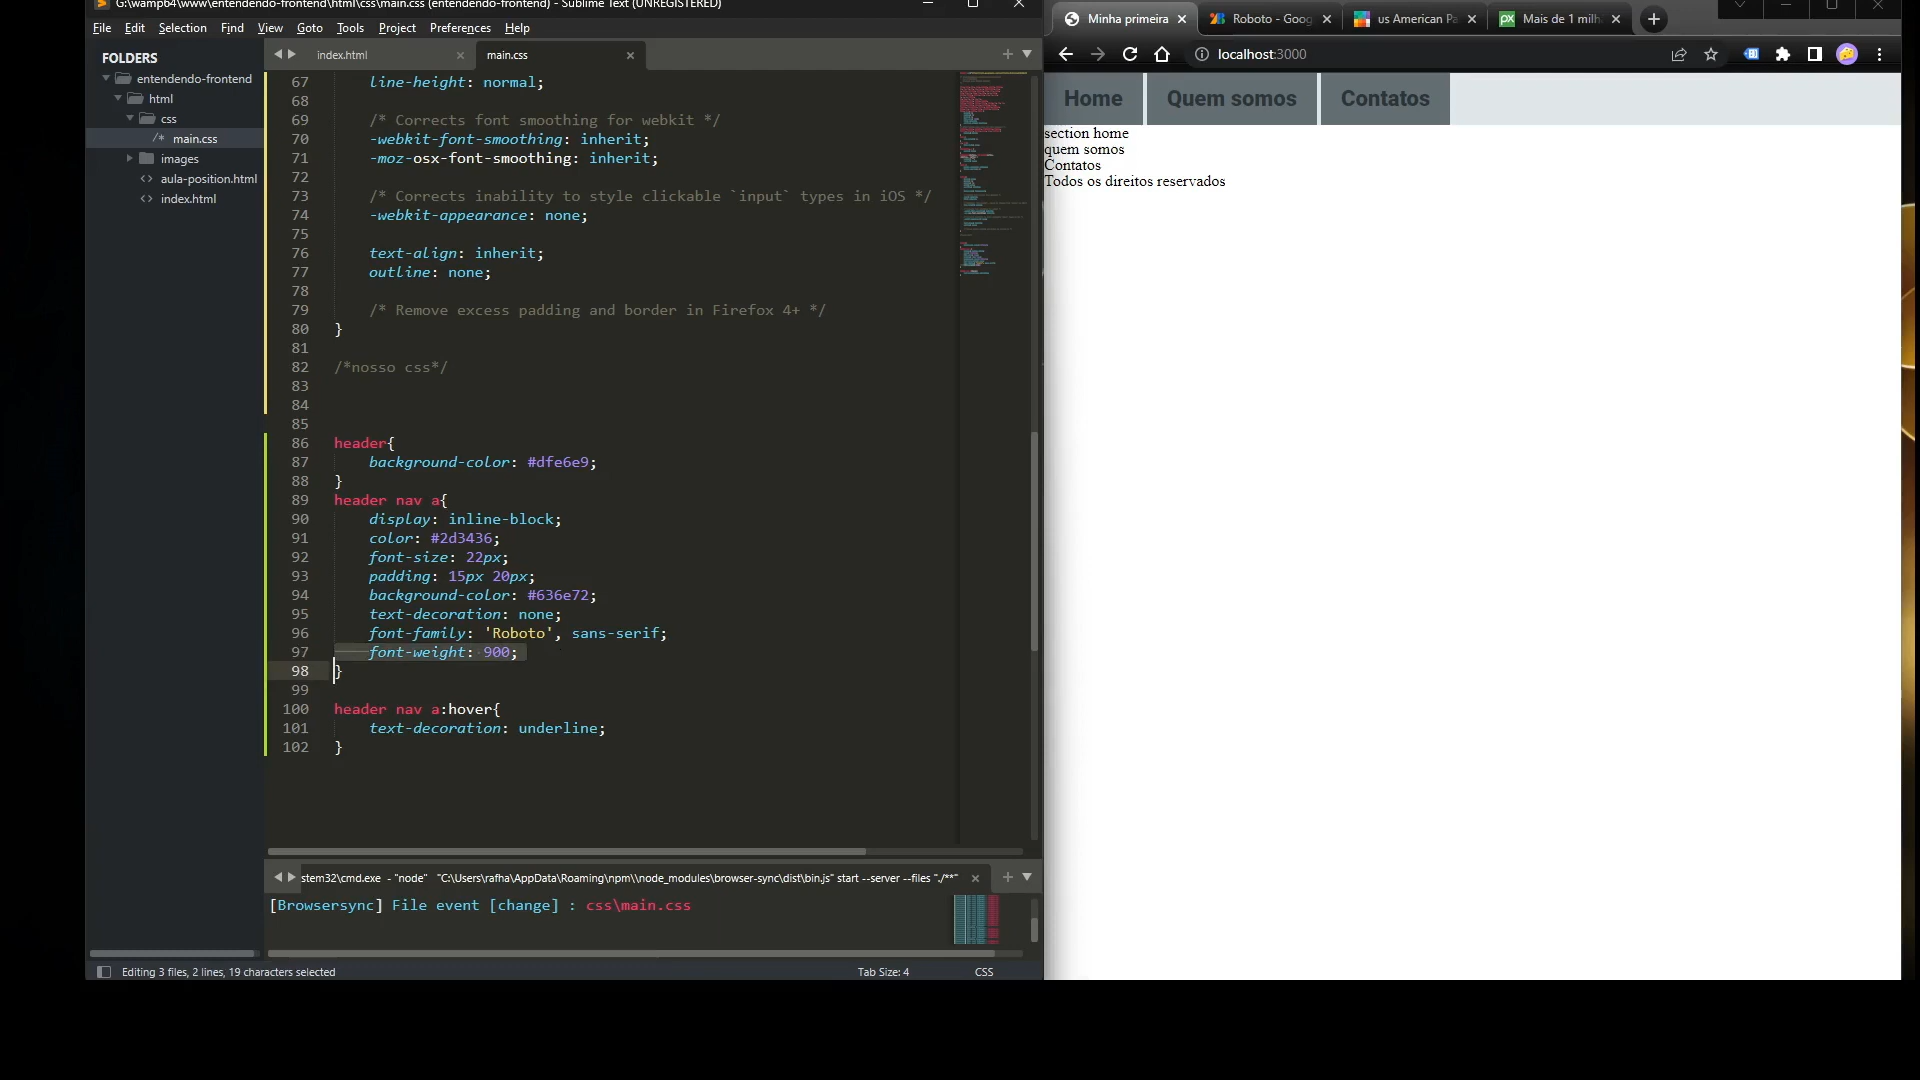 G:\wamp64\www\entendendo-frontend\html\css\main.css (entendendo-frontend) - Sublime Text (UNREGISTERED)
File Edit Selection Find View Goto Tools Project Preferences Help
FOLDERS
entendendo-frontend
html
css
/* main.css
images
<> aula-position.html
<> index.html
index.html
main.css
67 line-height: normal;
68
69 /* Corrects font smoothing for webkit */
70 -webkit-font-smoothing: inherit;
71 -moz-osx-font-smoothing: inherit;
72
73 /* Corrects inability to style clickable `input` types in iOS */
74 -webkit-appearance: none;
75
76 text-align: inherit;
77 outline: none;
78
79 /* Remove excess padding and border in Firefox 4+ */
80 }
81
82 /*nosso css*/
83
84
85
86 header{
87 background-color: #dfe6e9;
88 }
89 header nav a{
90 display: inline-block;
91 color: #2d3436;
92 font-size: 22px;
93 padding: 15px 20px;
94 background-color: #636e72;
95 text-decoration: none;
96 font-family: 'Roboto', sans-serif;
97 font-weight: 900;
98 }
99
100 header nav a:hover{
101 text-decoration: underline;
102 }
stem32\cmd.exe - "node" "C:\Users\rafha\AppData\Roaming\npm\\node_modules\browser-sync\dist\bin.js" start --server --files "./**"
[Browsersync] File event [change] : css\main.css
Editing 3 files, 2 lines, 19 characters selected
Tab Size: 4
CSS
Minha primeira
Roboto - Goog
us American Pa
Mais de 1 milh
localhost:3000
Home
Quem somos
Contatos
section home
quem somos
Contatos
Todos os direitos reservados